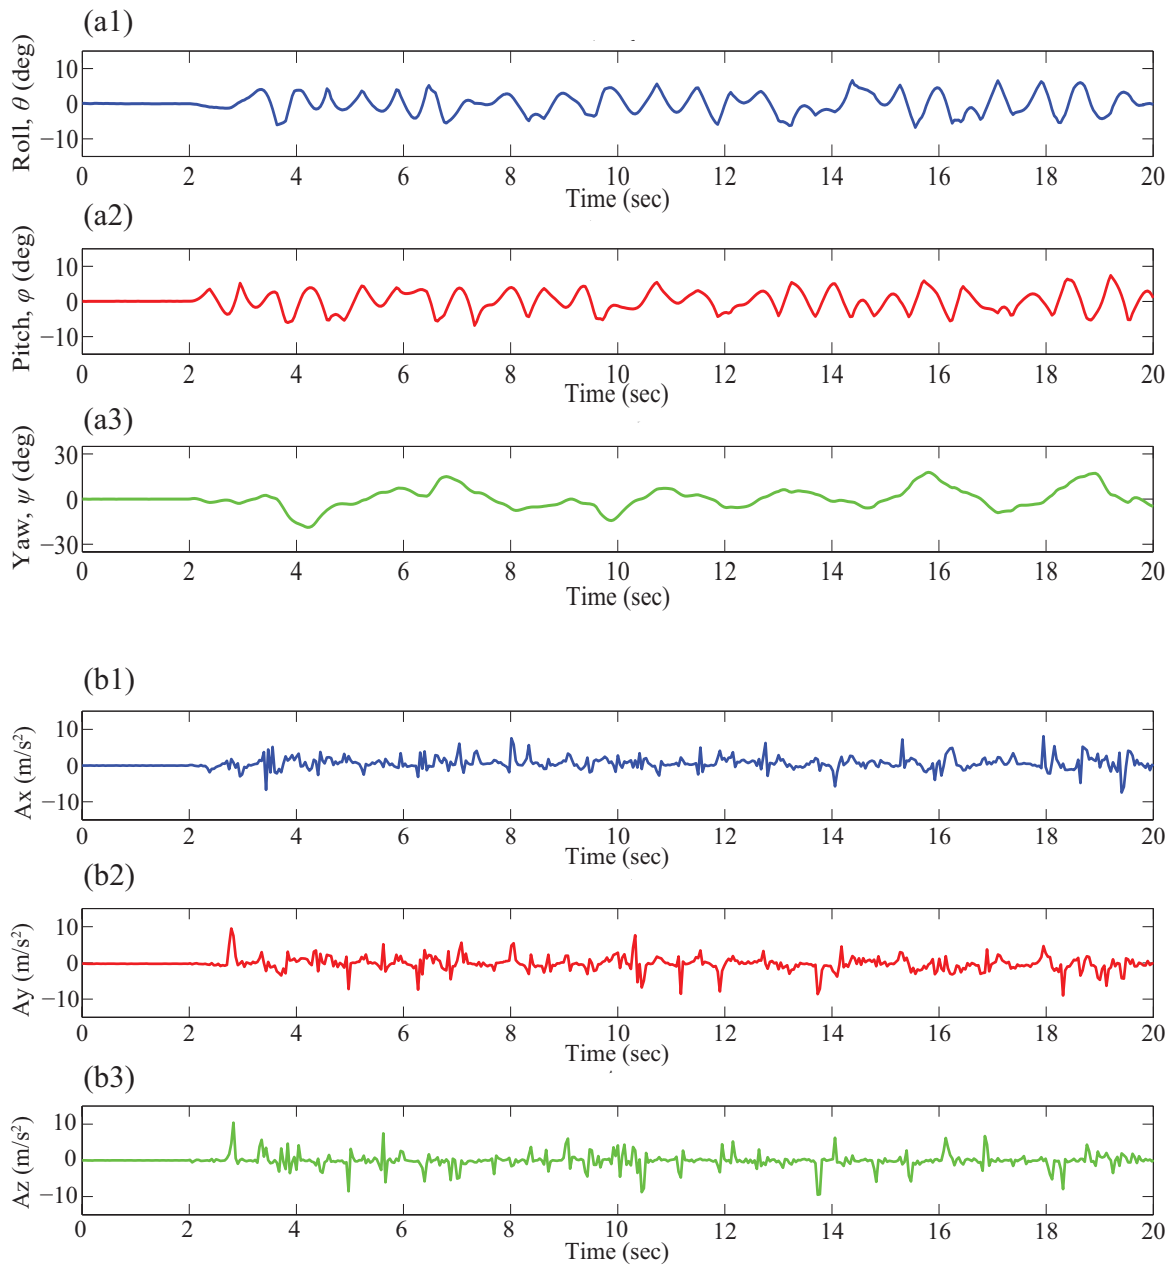 (a1)
Roll, θ (deg)
10
0
−10
0 2 4 6 8 10 12 14 16 18 20
Time (sec)
(a2)
Pitch, φ (deg)
10
0
−10
0 2 4 6 8 10 12 14 16 18 20
Time (sec)
(a3)
Yaw, ψ (deg)
30
0
−30
0 2 4 6 8 10 12 14 16 18 20
Time (sec)
(b1)
Ax (m/s²)
10
0
−10
0 2 4 6 8 10 12 14 16 18 20
Time (sec)
(b2)
Ay (m/s²)
10
0
−10
0 2 4 6 8 10 12 14 16 18 20
Time (sec)
(b3)
Az (m/s²)
10
0
−10
0 2 4 6 8 10 12 14 16 18 20
Time (sec)